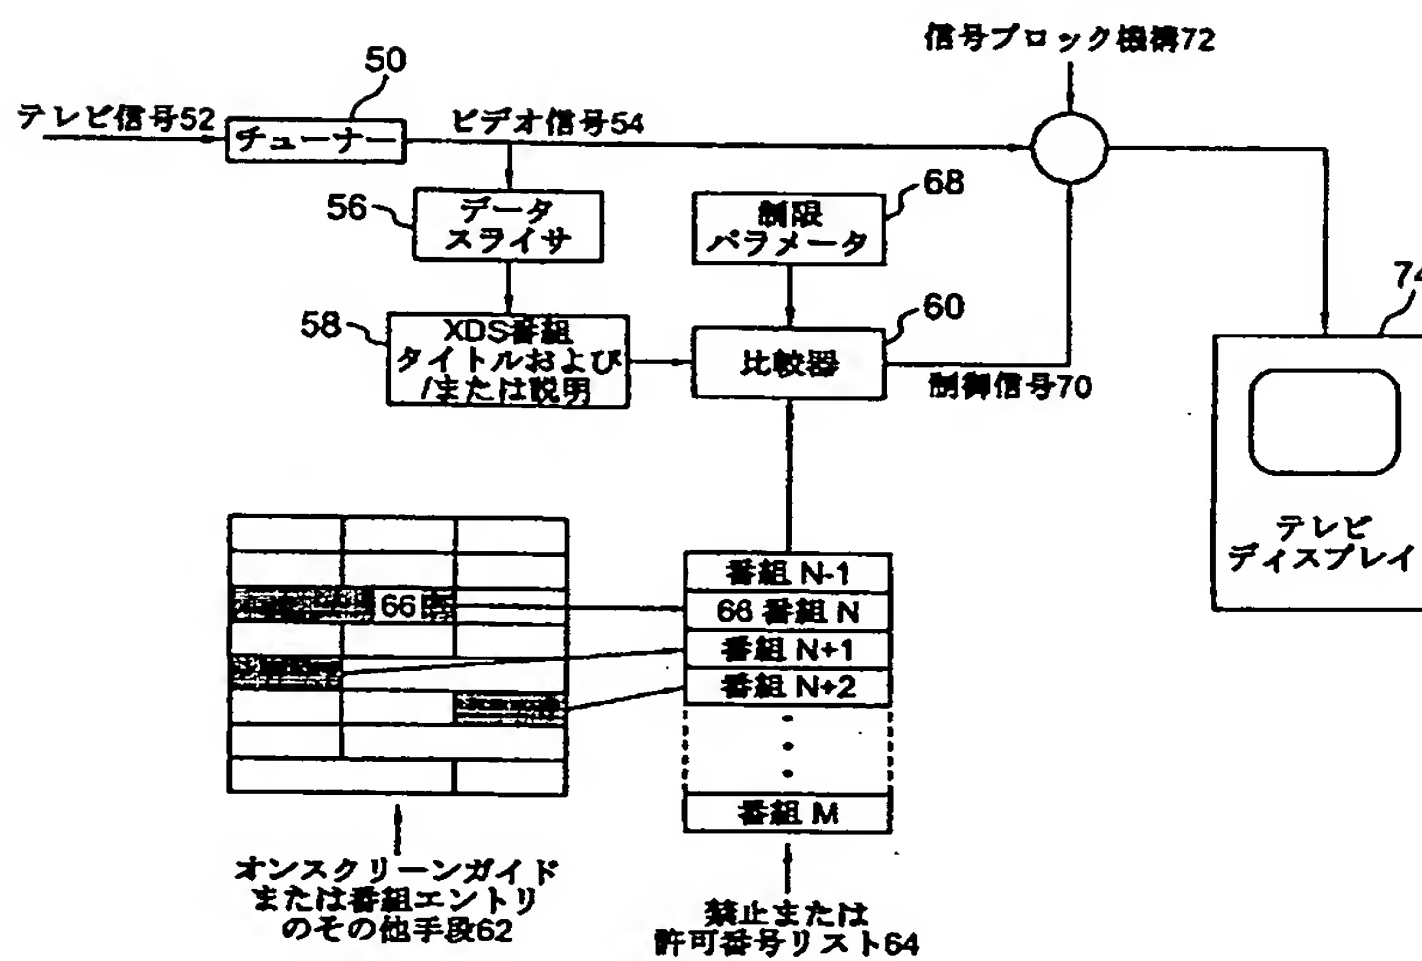 信号ブロック機構72
50
テレビ信号52
チューナー
ビデオ信号54
56
データ
スライサ
68
制限
パラメータ
74
58
XDS番組
タイトルおよび
/または説明
60
比較器
制御信号70
テレビ
ディスプレイ
66
番組 N-1
66 番組 N
番組 N+1
番組 N+2
番組 M
オンスクリーンガイド
または番組エントリ
のその他手段62
禁止または
許可番号リスト64